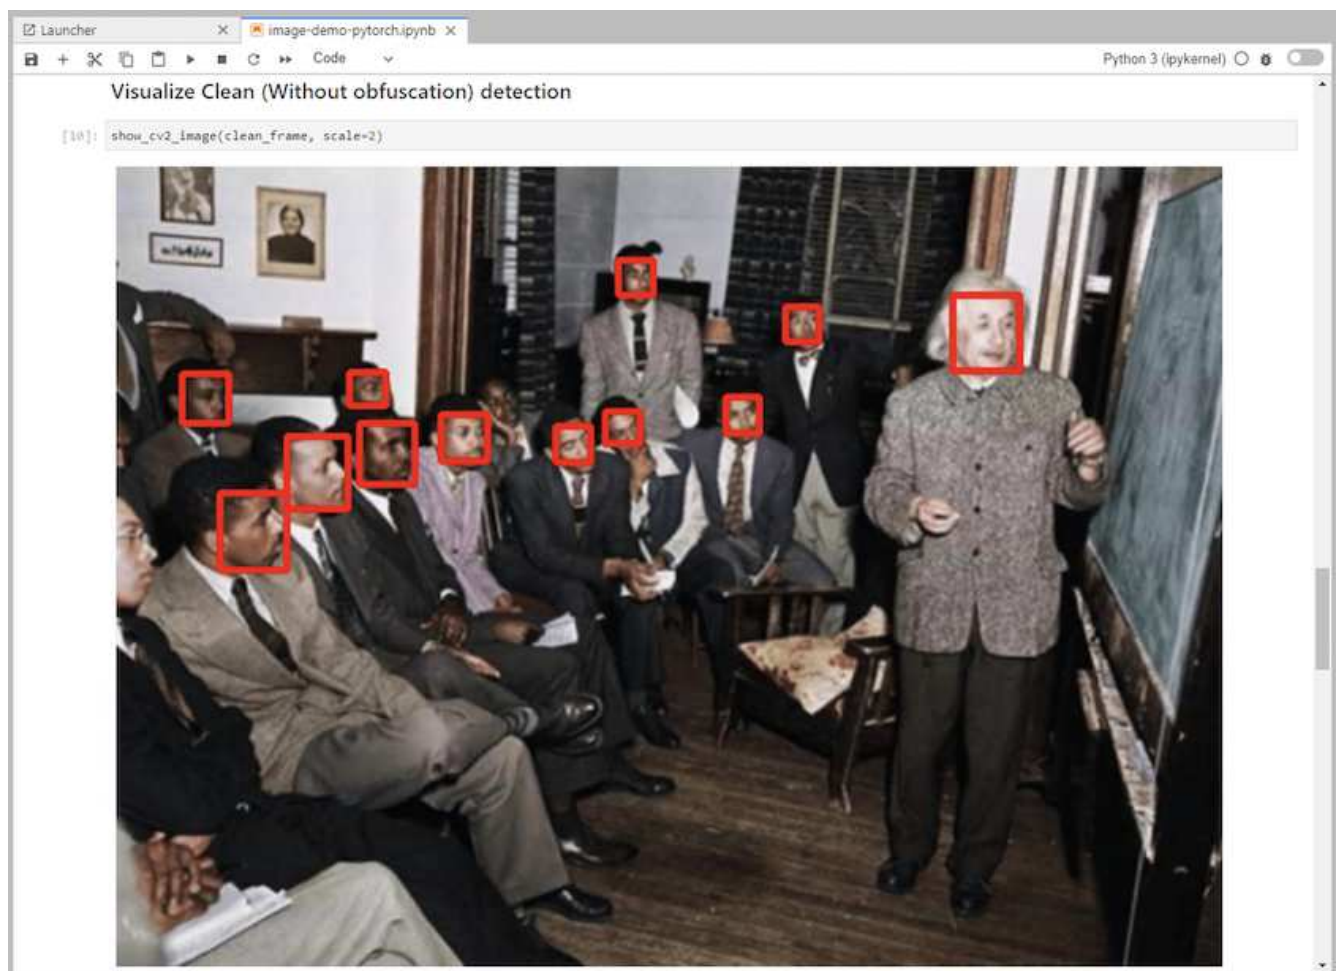 Launcher
image-demo-pytorch.ipynb
Code
Python 3 (ipykernel)
Visualize Clean (Without obfuscation) detection
[10]: show_cv2_image(clean_frame, scale=2)